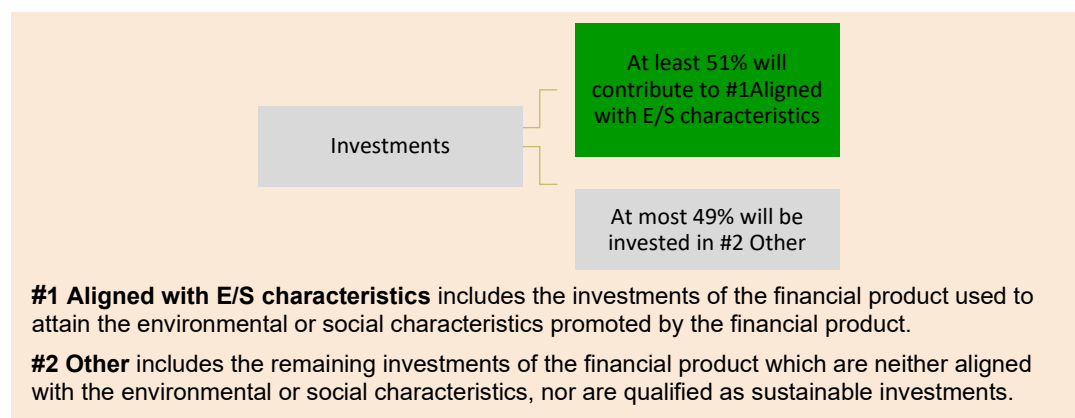 At least 51% will
contribute to #1Aligned
with E/S characteristics
Investments
At most 49% will be
invested in #2 Other
#1 Aligned with E/S characteristics includes the investments of the financial product used to
attain the environmental or social characteristics promoted by the financial product.
#2 Other includes the remaining investments of the financial product which are neither aligned
with the environmental or social characteristics, nor are qualified as sustainable investments.